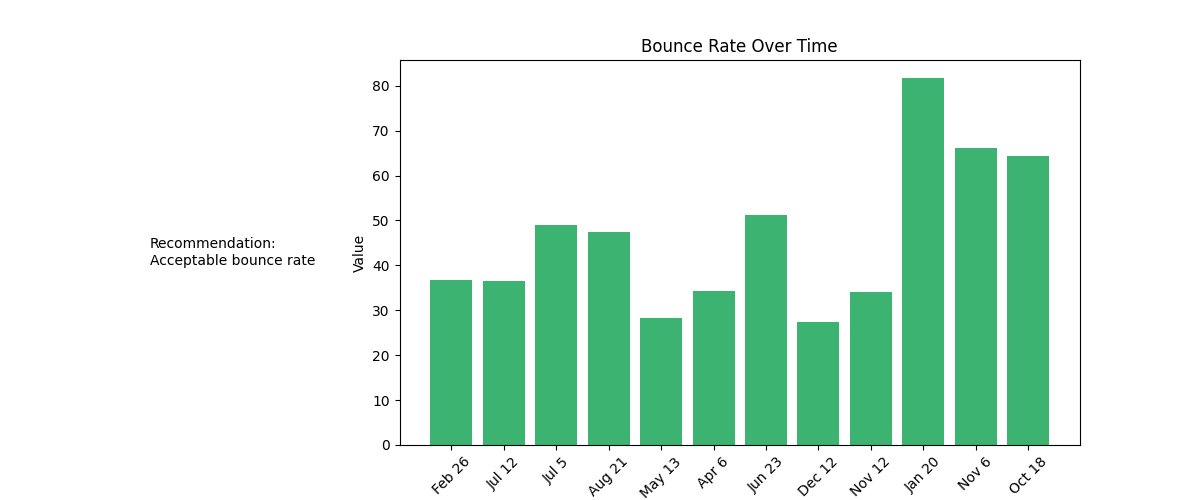 Bounce Rate Over Time
Recommendation:
Acceptable bounce rate
Value
80
70
60
50
40
30
20
10
0
Feb 26
Jul 12
Jul 5
Aug 21
May 13
Apr 6
Jun 23
Dec 12
Nov 12
Jan 20
Nov 6
Oct 18